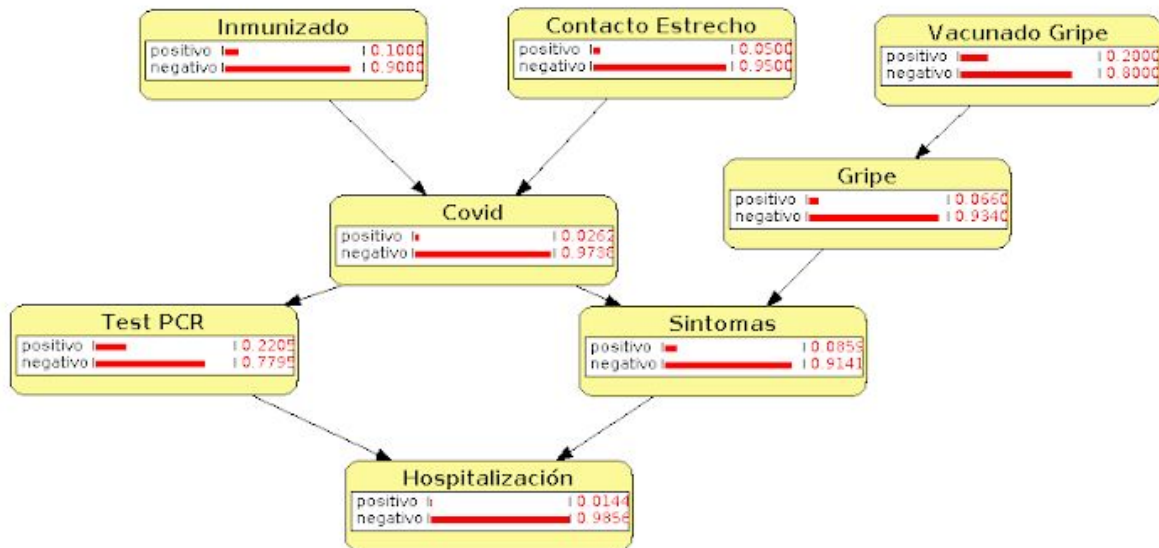 Inmunizado
positivo 0.1000
negativo 0.9000
Contacto Estrecho
positivo 0.0500
negativo 0.9500
Vacunado Gripe
positivo 0.2000
negativo 0.8000
Gripe
positivo 0.0660
negativo 0.9340
Covid
positivo 0.0262
negativo 0.9738
Test PCR
positivo 0.2205
negativo 0.7795
Sintomas
positivo 0.0859
negativo 0.9141
Hospitalización
positivo 0.0144
negativo 0.9856